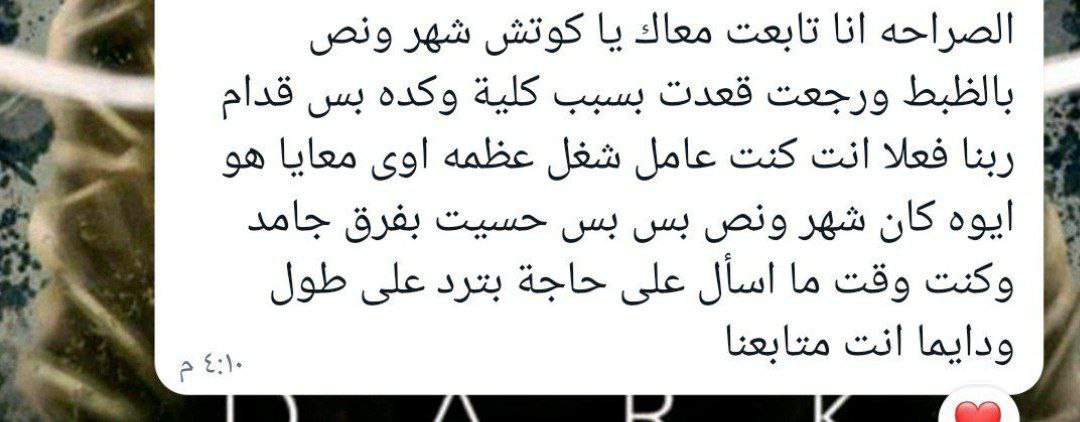 الصراحه انا تابعت معاك يا كوتش شهر ونص
بالظبط ورجعت قعدت بسبب كلية وكده بس قدام
ربنا فعلا انت كنت عامل شغل عظمه اوى معايا هو
ايوه كان شهر ونص بس بس حسيت بفرق جامد
وكنت وقت ما اسأل على حاجة بترد على طول
ودايما انت متابعنا
٤:١٠ م
D A R K